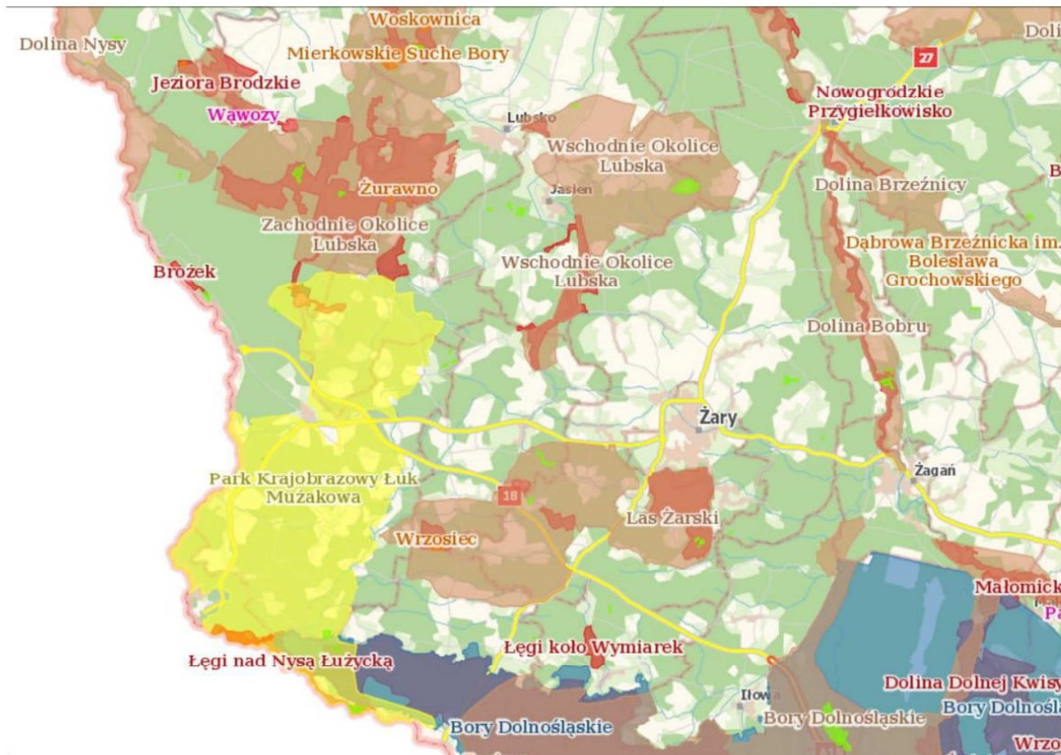 Woskownica
27
Dolina Nysy
Mierkowskie Suche Bory
Jeziora Brodzkie
Nowogrodzkie
Przygiełkowisko
Wąwozy
Lubsko
Wschodnie Okolice
Lubska
Dolina Brzeźnicy
Żurawno
Jasień
Zachodnie Okolice
Lubska
Dąbrowa Brzeźnicka im.
Bolesława
Grochowskiego
Brożek
Wschodnie Okolice
Lubska
Dolina Bobru
Żary
Żagań
Park Krajobrazowy Łuk
Mużakowa
18
Las Żarski
Wrzosiec
Małomick
Łęgi koło Wymiarek
Łęgi nad Nysą Łużycką
Dolina Dolnej Kwisy
Iłowa
Bory Dolnoślą
Bory Dolnośląskie
Bory Dolnośląskie
Wrzo